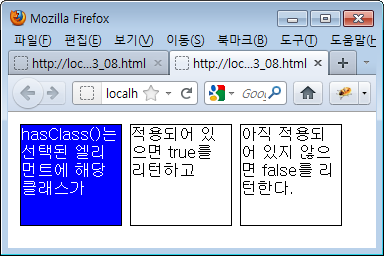 Mozilla Firefox
파일(F) 편집(E) 보기(V) 이동(S) 북마크(B) 도구(T) 도움말(H
http://loc...3_08.html
http://loc...3_08.html
localh
Goog
hasClass()는
선택된 엘리
먼트에 해당
클래스가
적용되어 있
으면 true를
리턴하고
아직 적용되
어 있지 않으
면 false를 리
턴한다.